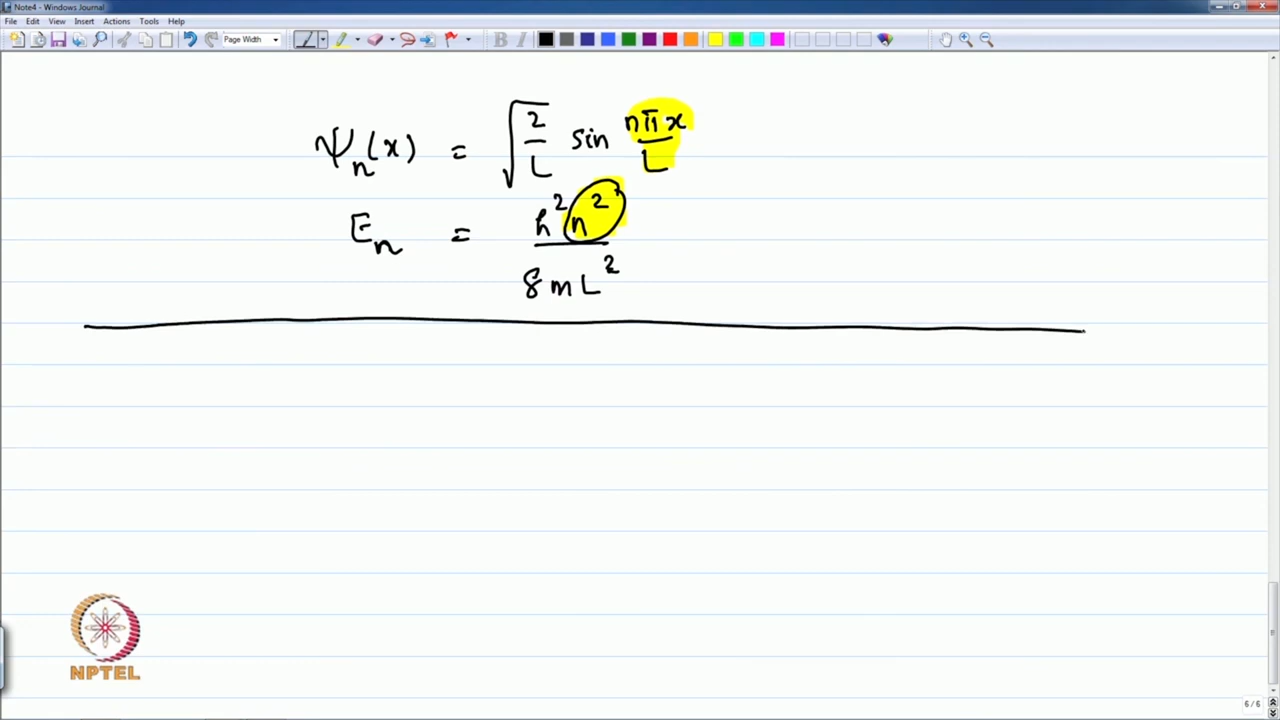 Note4 - Windows Journal
File Edit View Insert Actions Tools Help
Page Width
B I
ψn(x) = √(2/L) sin nπx/L
En = h²n²/8mL²
NPTEL
6/6